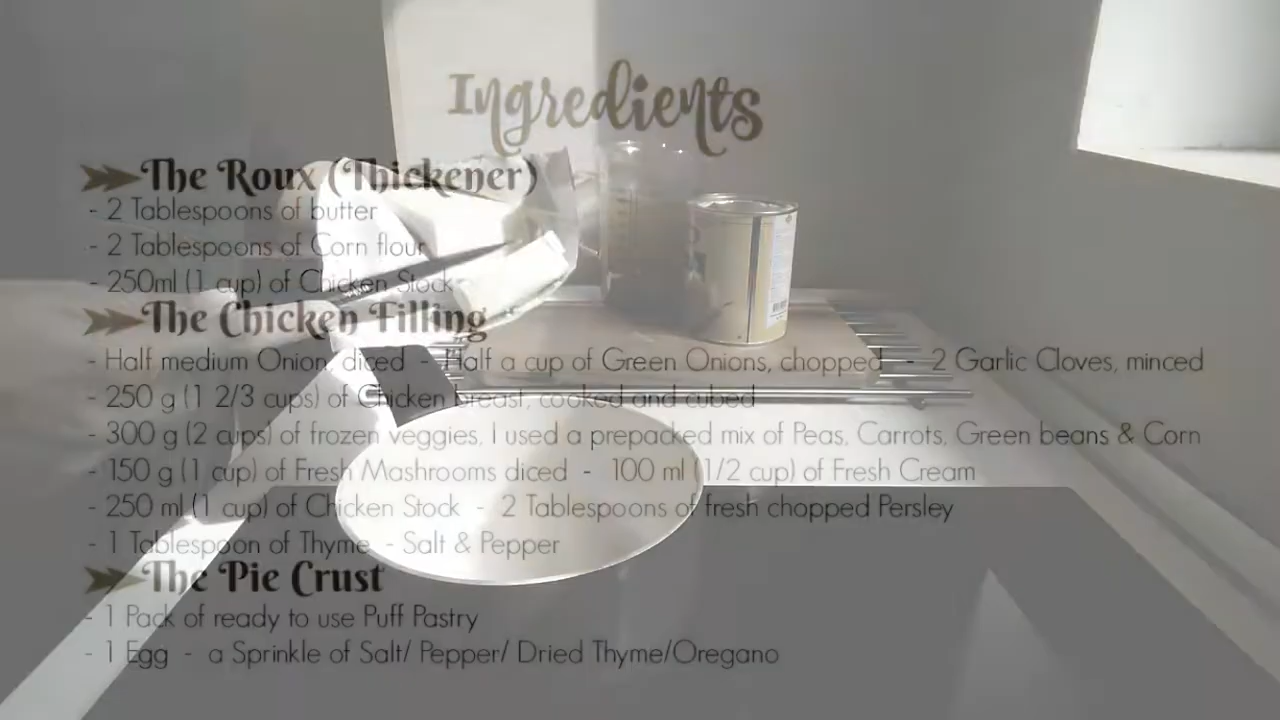 Ingredients
The Roux (Thickener)
- 2 Tablespoons of butter
- 2 Tablespoons of Corn flour
- 250ml (1 cup) of Chicken Stock
The Chicken Filling
- Half medium Onion, diced - Half a cup of Green Onions, chopped - 2 Garlic Cloves, minced
- 250 g (1 2/3 cups) of Chicken breast, cooked and cubed
- 300 g (2 cups) of frozen veggies, I used a prepacked mix of Peas, Carrots, Green beans & Corn
- 150 g (1 cup) of Fresh Mashrooms diced - 100 ml (1/2 cup) of Fresh Cream
- 250 ml (1 cup) of Chicken Stock - 2 Tablespoons of fresh chopped Persley
- 1 Tablespoon of Thyme - Salt & Pepper
The Pie Crust
- 1 Pack of ready to use Puff Pastry
- 1 Egg - a Sprinkle of Salt/ Pepper/ Dried Thyme/Oregano